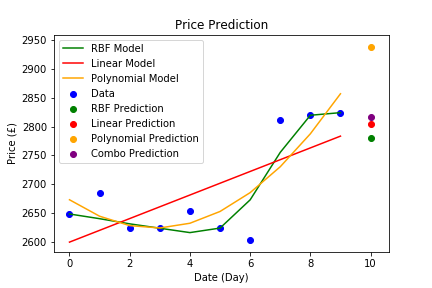 Price Prediction
Price (£)
2950
2900
2850
2800
2750
2700
2650
2600
RBF Model
Linear Model
Polynomial Model
Data
RBF Prediction
Linear Prediction
Polynomial Prediction
Combo Prediction
0 2 4 6 8 10
Date (Day)